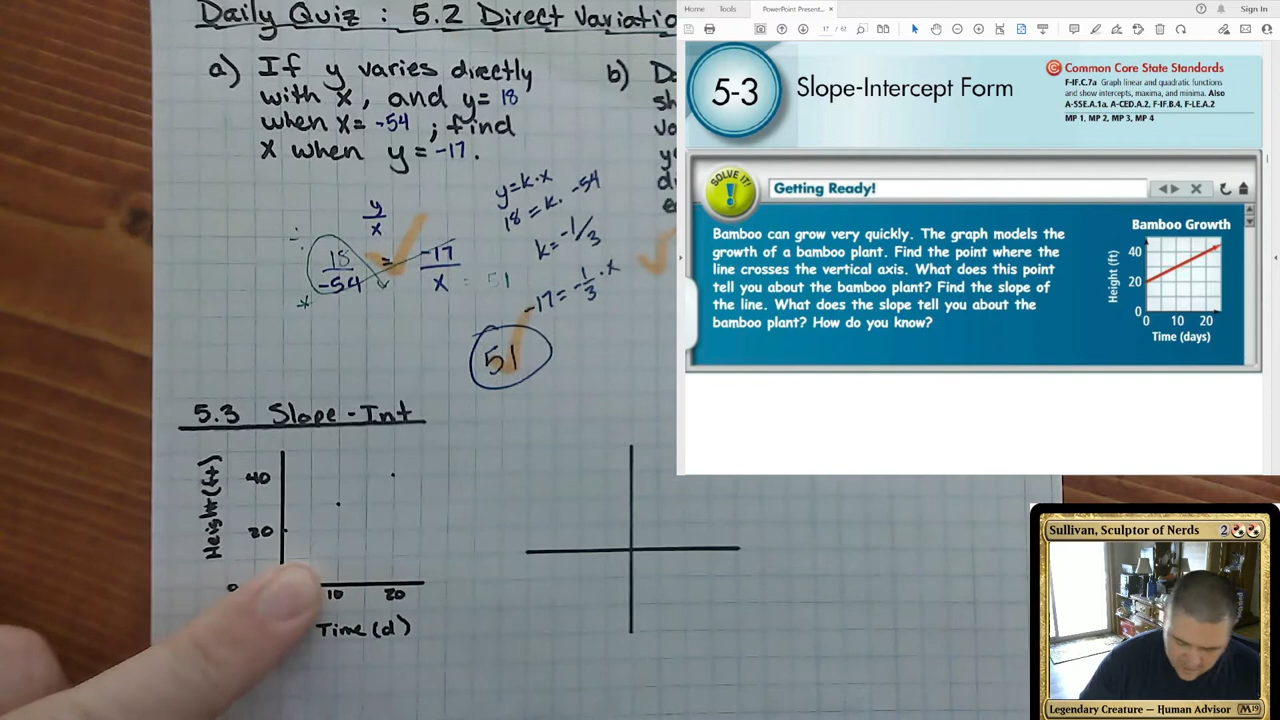 Daily Quiz : 5.2 Direct Variatio
a) If y varies directly
with x, and y= 18
when x= -54 ; find
x when y = -17.
b)
y
x
18 = -17
-54 x = 51
y=k·x
18 = k· -54
k= -1/3
-17= -1/3 ·x
51
5.3 Slope-Int
Height(ft)
40
20
10 20
Time (d)
Home Tools PowerPoint Present... × Sign In
17 / 62
5-3 Slope-Intercept Form
Common Core State Standards
F-IF.C.7a Graph linear and quadratic functions
and show intercepts, maxima, and minima. Also
A-SSE.A.1a, A-CED.A.2, F-IF.B.4, F-LE.A.2
MP 1, MP 2, MP 3, MP 4
SOLVE IT!
Getting Ready!
Bamboo can grow very quickly. The graph models the
growth of a bamboo plant. Find the point where the
line crosses the vertical axis. What does this point
tell you about the bamboo plant? Find the slope of
the line. What does the slope tell you about the
bamboo plant? How do you know?
Bamboo Growth
Height (ft)
40
20
0
0 10 20
Time (days)
Sullivan, Sculptor of Nerds 2
Legendary Creature — Human Advisor M19